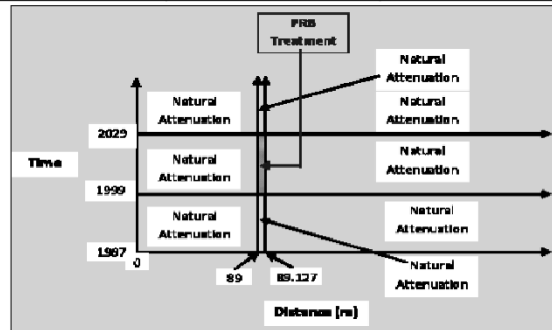 PRB
Treatment
Natural
Attenuation
Natural
Attenuation
Natural
Attenuation
2029
Time
Natural
Attenuation
Natural
Attenuation
1999
Natural
Attenuation
Natural
Attenuation
1987
0
Natural
Attenuation
89
89.127
Distance (m)